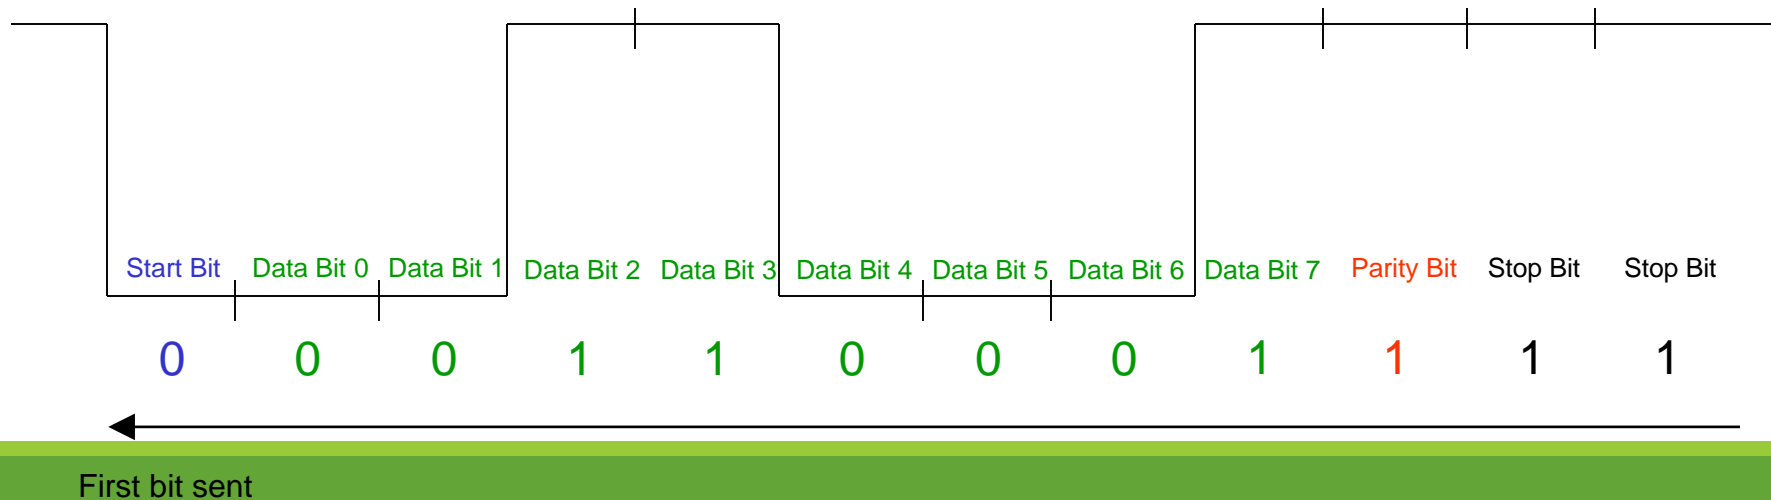 Start Bit Data Bit 0 Data Bit 1 Data Bit 2 Data Bit 3 Data Bit 4 Data Bit 5 Data Bit 6 Data Bit 7 Parity Bit Stop Bit Stop Bit
0 0 0 1 1 0 0 0 1 1 1 1
First bit sent